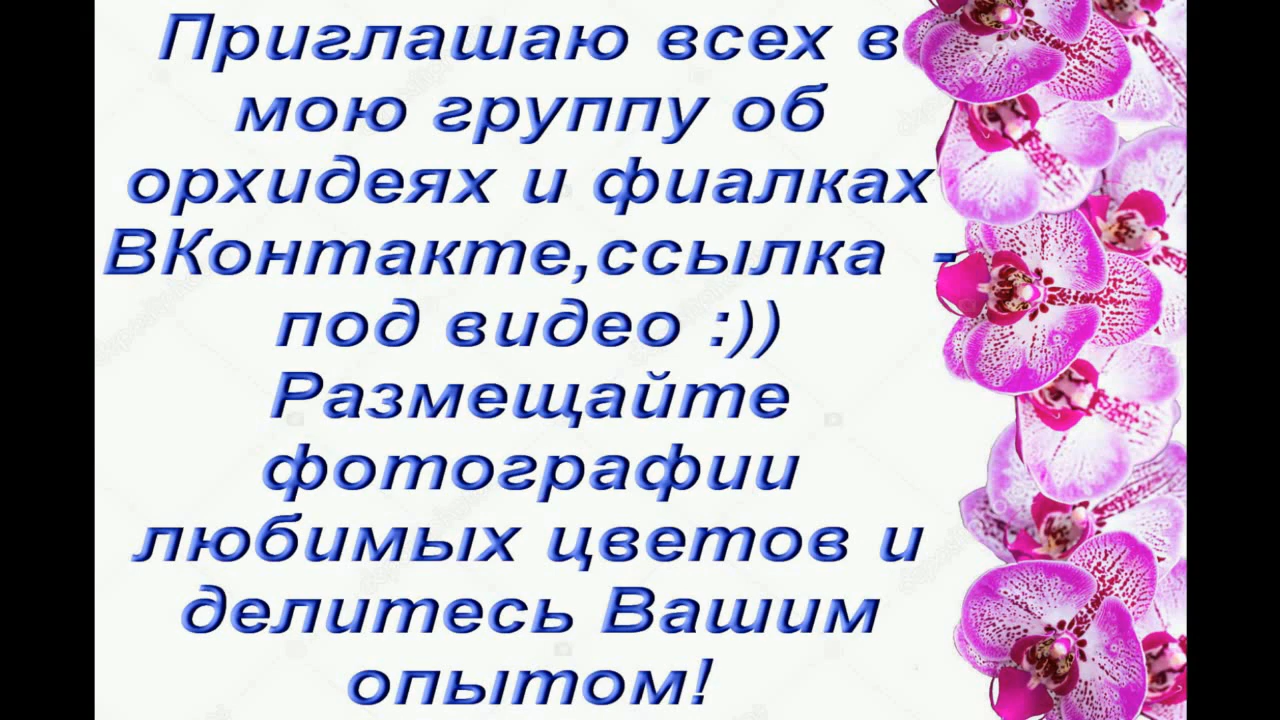 Приглашаю всех в
мою группу об
орхидеях и фиалках
ВКонтакте,ссылка -
под видео :))
Размещайте
фотографии
любимых цветов и
делитесь Вашим
опытом!